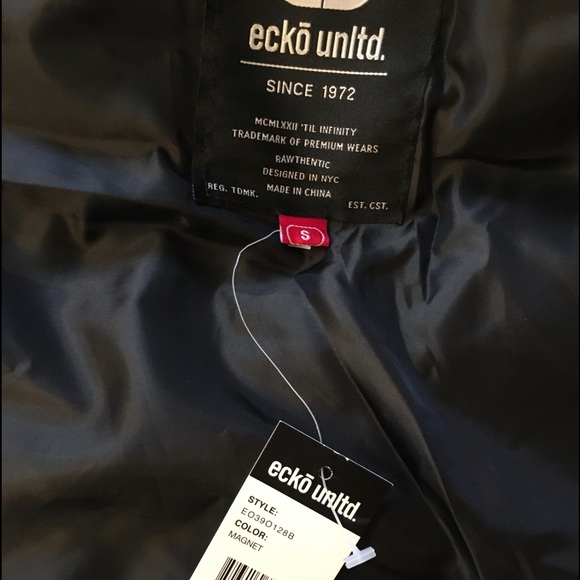 eckō unltd.
SINCE 1972
MCMLXXII 'TIL INFINITY
TRADEMARK OF PREMIUM WEARS
RAWTHENTIC
DESIGNED IN NYC
REG. TDMK. MADE IN CHINA EST. CST.
S
eckō unltd.
STYLE:
EO39O128B
COLOR:
MAGNET